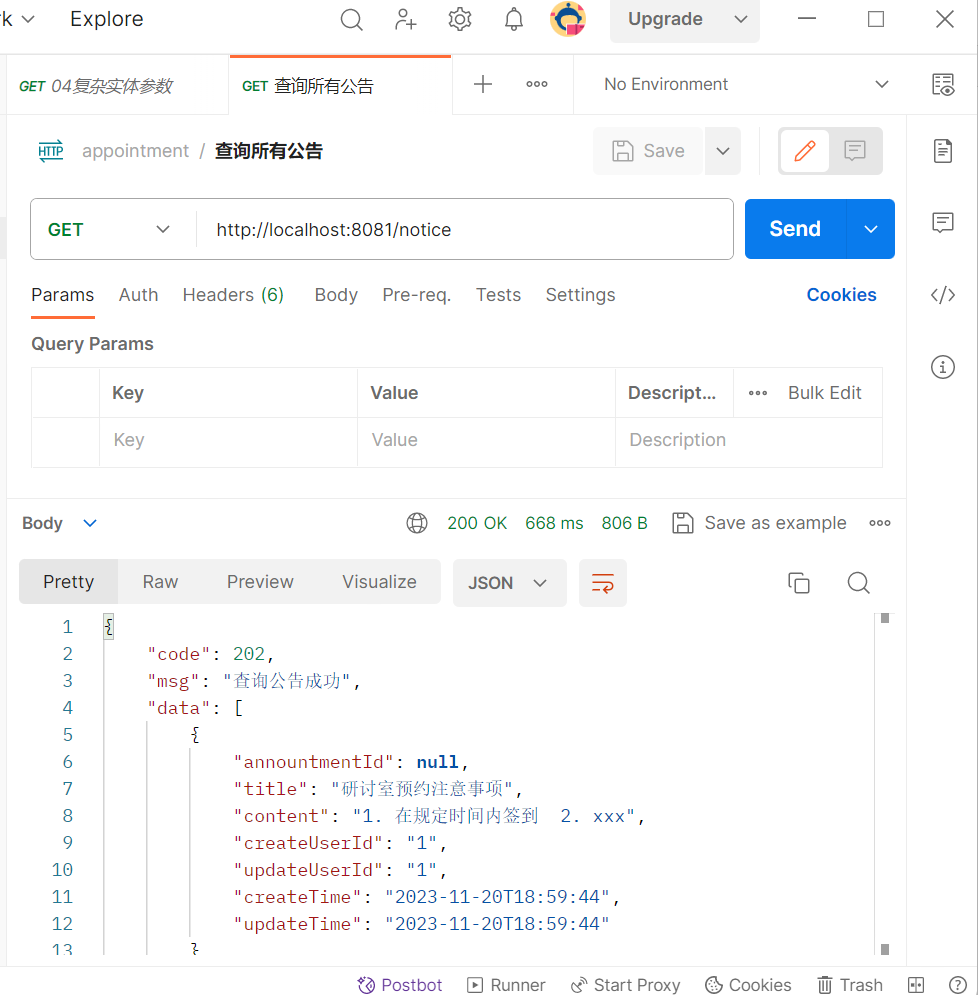 rk Explore Upgrade
GET 04复杂实体参数 GET 查询所有公告 No Environment
HTTP appointment / 查询所有公告 Save
GET http://localhost:8081/notice Send
Params Auth Headers (6) Body Pre-req. Tests Settings Cookies
Query Params
Key Value Descript... Bulk Edit
Key Value Description
Body 200 OK 668 ms 806 B Save as example
Pretty Raw Preview Visualize JSON
1 {
2 "code": 202,
3 "msg": "查询公告成功",
4 "data": [
5 {
6 "annountmentId": null,
7 "title": "研讨室预约注意事项",
8 "content": "1. 在规定时间内签到  2. xxx",
9 "createUserId": "1",
10 "updateUserId": "1",
11 "createTime": "2023-11-20T18:59:44",
12 "updateTime": "2023-11-20T18:59:44"
13 }
Postbot Runner Start Proxy Cookies Trash